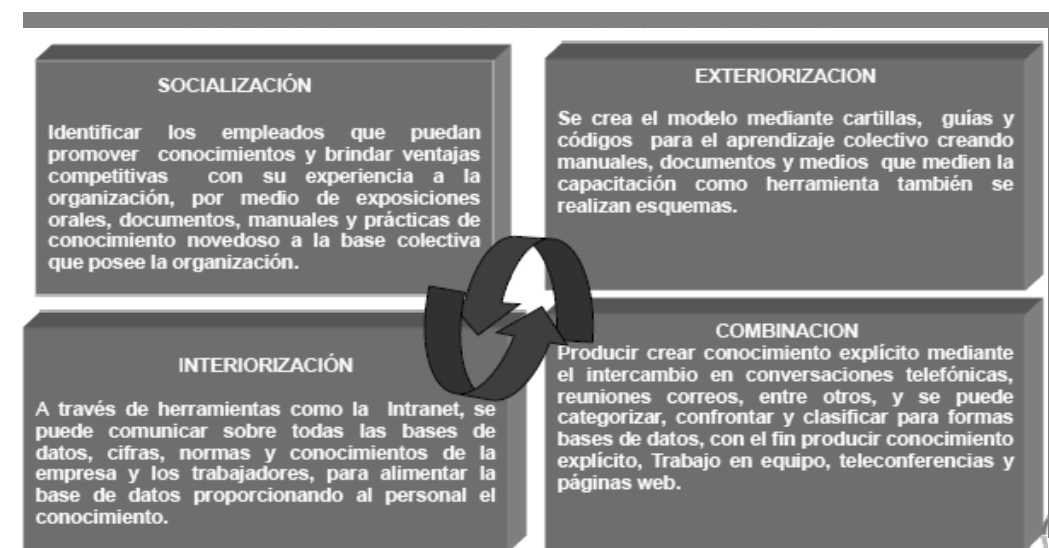 SOCIALIZACIÓN
Identificar los empleados que puedan
promover conocimientos y brindar ventajas
competitivas con su experiencia a la
organización, por medio de exposiciones
orales, documentos, manuales y prácticas de
conocimiento novedoso a la base colectiva
que posee la organización.
EXTERIORIZACION
Se crea el modelo mediante cartillas, guías y
códigos para el aprendizaje colectivo creando
manuales, documentos y medios que medien la
capacitación como herramienta también se
realizan esquemas.
INTERIORIZACIÓN
A través de herramientas como la Intranet, se
puede comunicar sobre todas las bases de
datos, cifras, normas y conocimientos de la
empresa y los trabajadores, para alimentar la
base de datos proporcionando al personal el
conocimiento.
COMBINACION
Producir crear conocimiento explícito mediante
el intercambio en conversaciones telefónicas,
reuniones correos, entre otros, y se puede
categorizar, confrontar y clasificar para formas
bases de datos, con el fin producir conocimiento
explícito, Trabajo en equipo, teleconferencias y
páginas web.